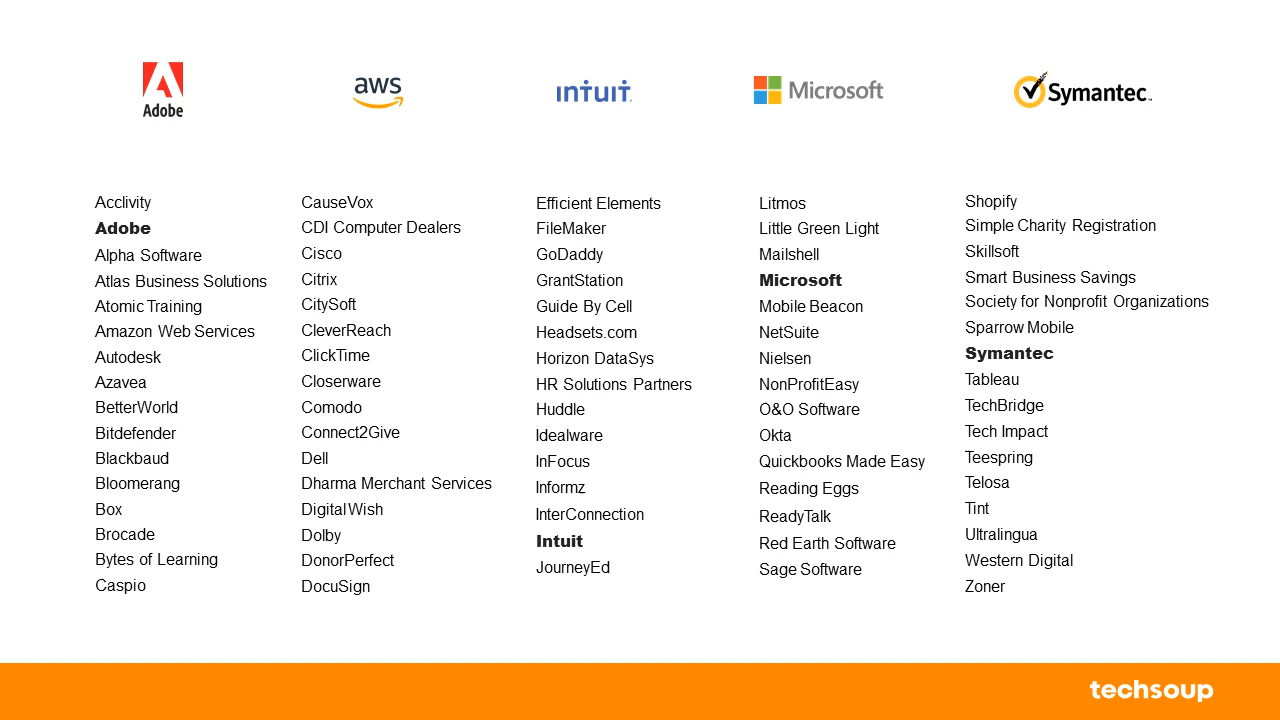 Adobe
aws
intuit.
Microsoft
Symantec™
Acclivity
Adobe
Alpha Software
Atlas Business Solutions
Atomic Training
Amazon Web Services
Autodesk
Azavea
BetterWorld
Bitdefender
Blackbaud
Bloomerang
Box
Brocade
Bytes of Learning
Caspio
CauseVox
CDI Computer Dealers
Cisco
Citrix
CitySoft
CleverReach
ClickTime
Closerware
Comodo
Connect2Give
Dell
Dharma Merchant Services
DigitalWish
Dolby
DonorPerfect
DocuSign
Efficient Elements
FileMaker
GoDaddy
GrantStation
Guide By Cell
Headsets.com
Horizon DataSys
HR Solutions Partners
Huddle
Idealware
InFocus
Informz
InterConnection
Intuit
JourneyEd
Litmos
Little Green Light
Mailshell
Microsoft
Mobile Beacon
NetSuite
Nielsen
NonProfitEasy
O&O Software
Okta
Quickbooks Made Easy
Reading Eggs
ReadyTalk
Red Earth Software
Sage Software
Shopify
Simple Charity Registration
Skillsoft
Smart Business Savings
Society for Nonprofit Organizations
Sparrow Mobile
Symantec
Tableau
TechBridge
Tech Impact
Teespring
Telosa
Tint
Ultralingua
Western Digital
Zoner
techsoup